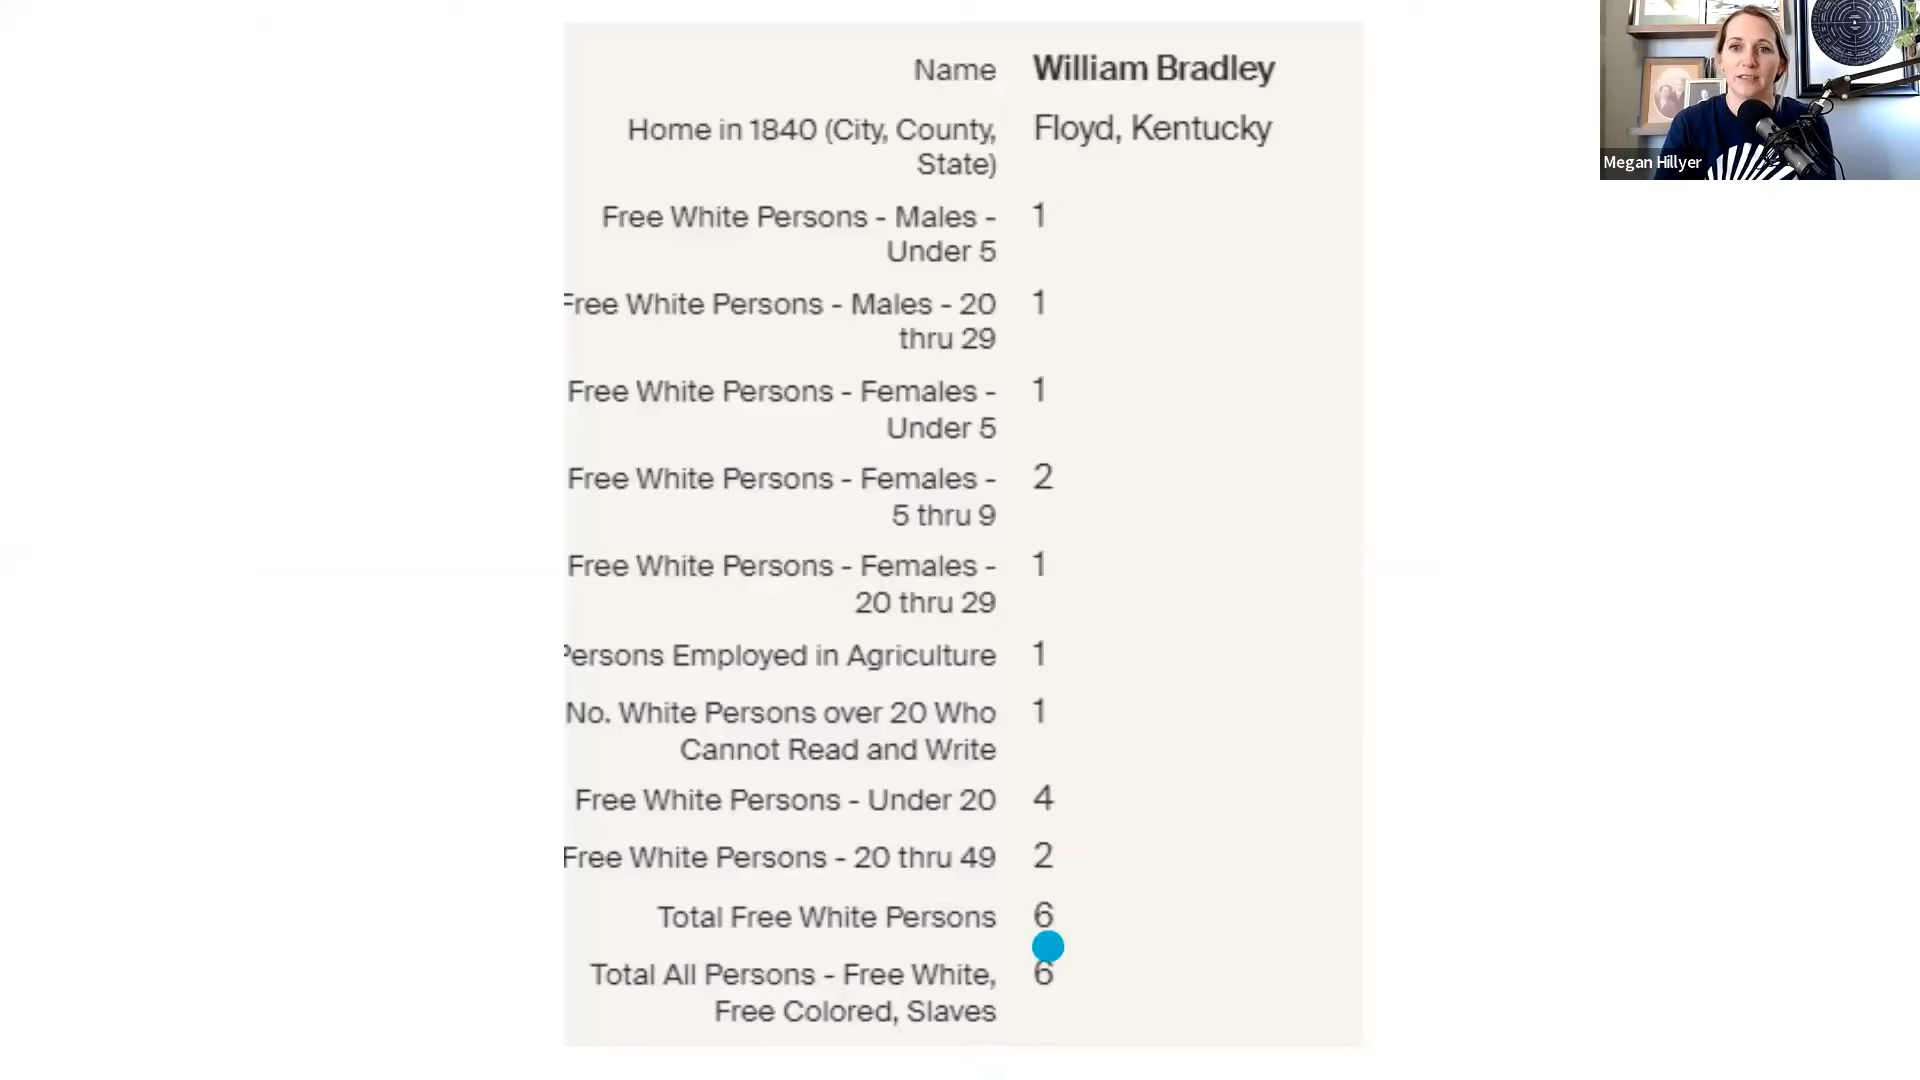 Name William Bradley
Home in 1840 (City, County, Floyd, Kentucky
State)
Free White Persons - Males - 1
Under 5
Free White Persons - Males - 20 1
thru 29
Free White Persons - Females - 1
Under 5
Free White Persons - Females - 2
5 thru 9
Free White Persons - Females - 1
20 thru 29
Persons Employed in Agriculture 1
No. White Persons over 20 Who 1
Cannot Read and Write
Free White Persons - Under 20 4
Free White Persons - 20 thru 49 2
Total Free White Persons 6
Total All Persons - Free White, 6
Free Colored, Slaves
Megan Hillyer